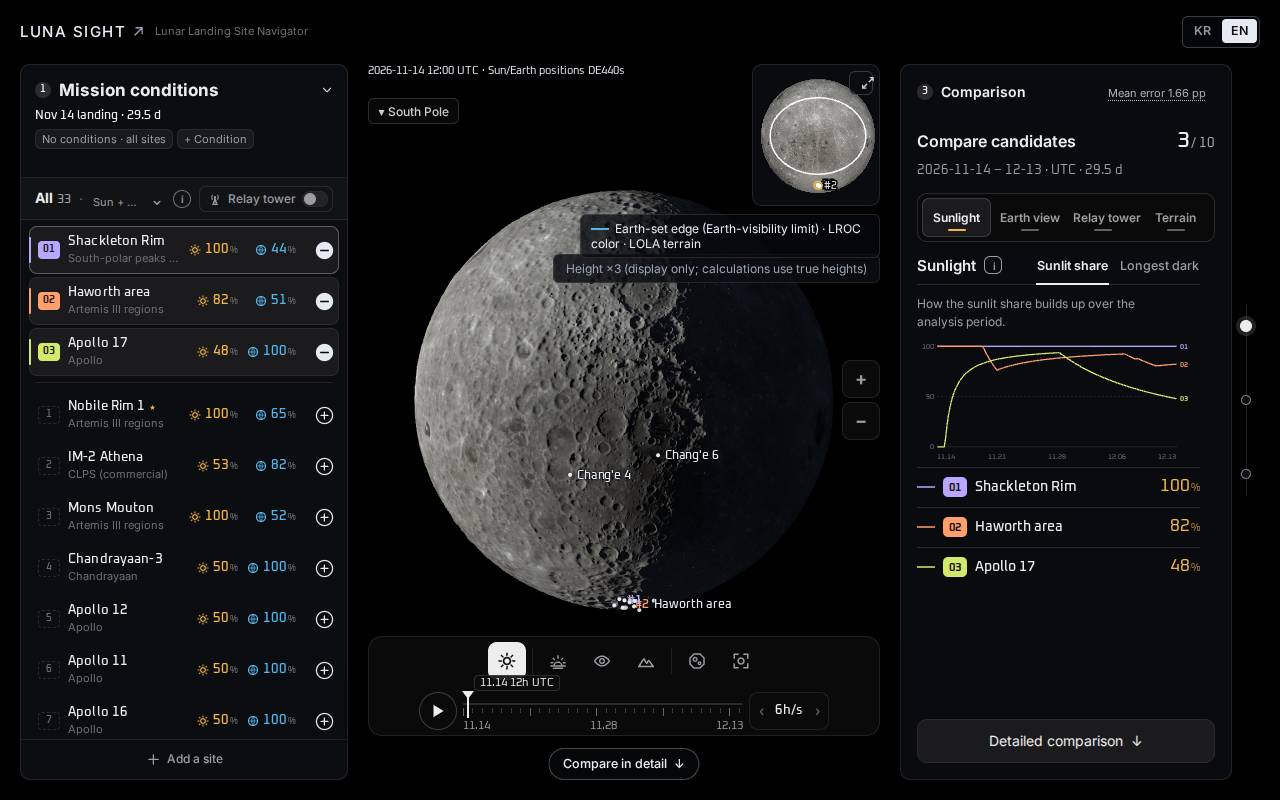 LUNA SIGHT ↗ Lunar Landing Site Navigator
KR EN
1 Mission conditions
Nov 14 landing · 29.5 d
No conditions · all sites + Condition
All 33 · Sun + ... i Relay tower
01 Shackleton Rim 100% 44%
South-polar peaks ...
02 Haworth area 82% 51%
Artemis III regions
03 Apollo 17 48% 100%
Apollo
1 Nobile Rim 1 ★ 100% 65%
Artemis III regions
2 IM-2 Athena 53% 82%
CLPS (commercial)
3 Mons Mouton 100% 52%
Artemis III regions
4 Chandrayaan-3 50% 100%
Chandrayaan
5 Apollo 12 50% 100%
Apollo
6 Apollo 11 50% 100%
Apollo
7 Apollo 16 50% 100%
Apollo
+ Add a site
2026-11-14 12:00 UTC · Sun/Earth positions DE440s
▾ South Pole
#2
Earth-set edge (Earth-visibility limit) · LROC
color · LOLA terrain
Height ×3 (display only; calculations use true heights)
+
−
Chang'e 6
Chang'e 4
#2 Haworth area
11.14 12h UTC
11.14 11.28 12.13
‹ 6h/s ›
Compare in detail ↓
3 Comparison Mean error 1.66 pp
Compare candidates 3 / 10
2026-11-14 – 12-13 · UTC · 29.5 d
Sunlight Earth view Relay tower Terrain
Sunlight i Sunlit share Longest dark
How the sunlit share builds up over the
analysis period.
100 01
02
50 03
0
11.14 11.21 11.28 12.06 12.13
01 Shackleton Rim 100%
02 Haworth area 82%
03 Apollo 17 48%
Detailed comparison ↓